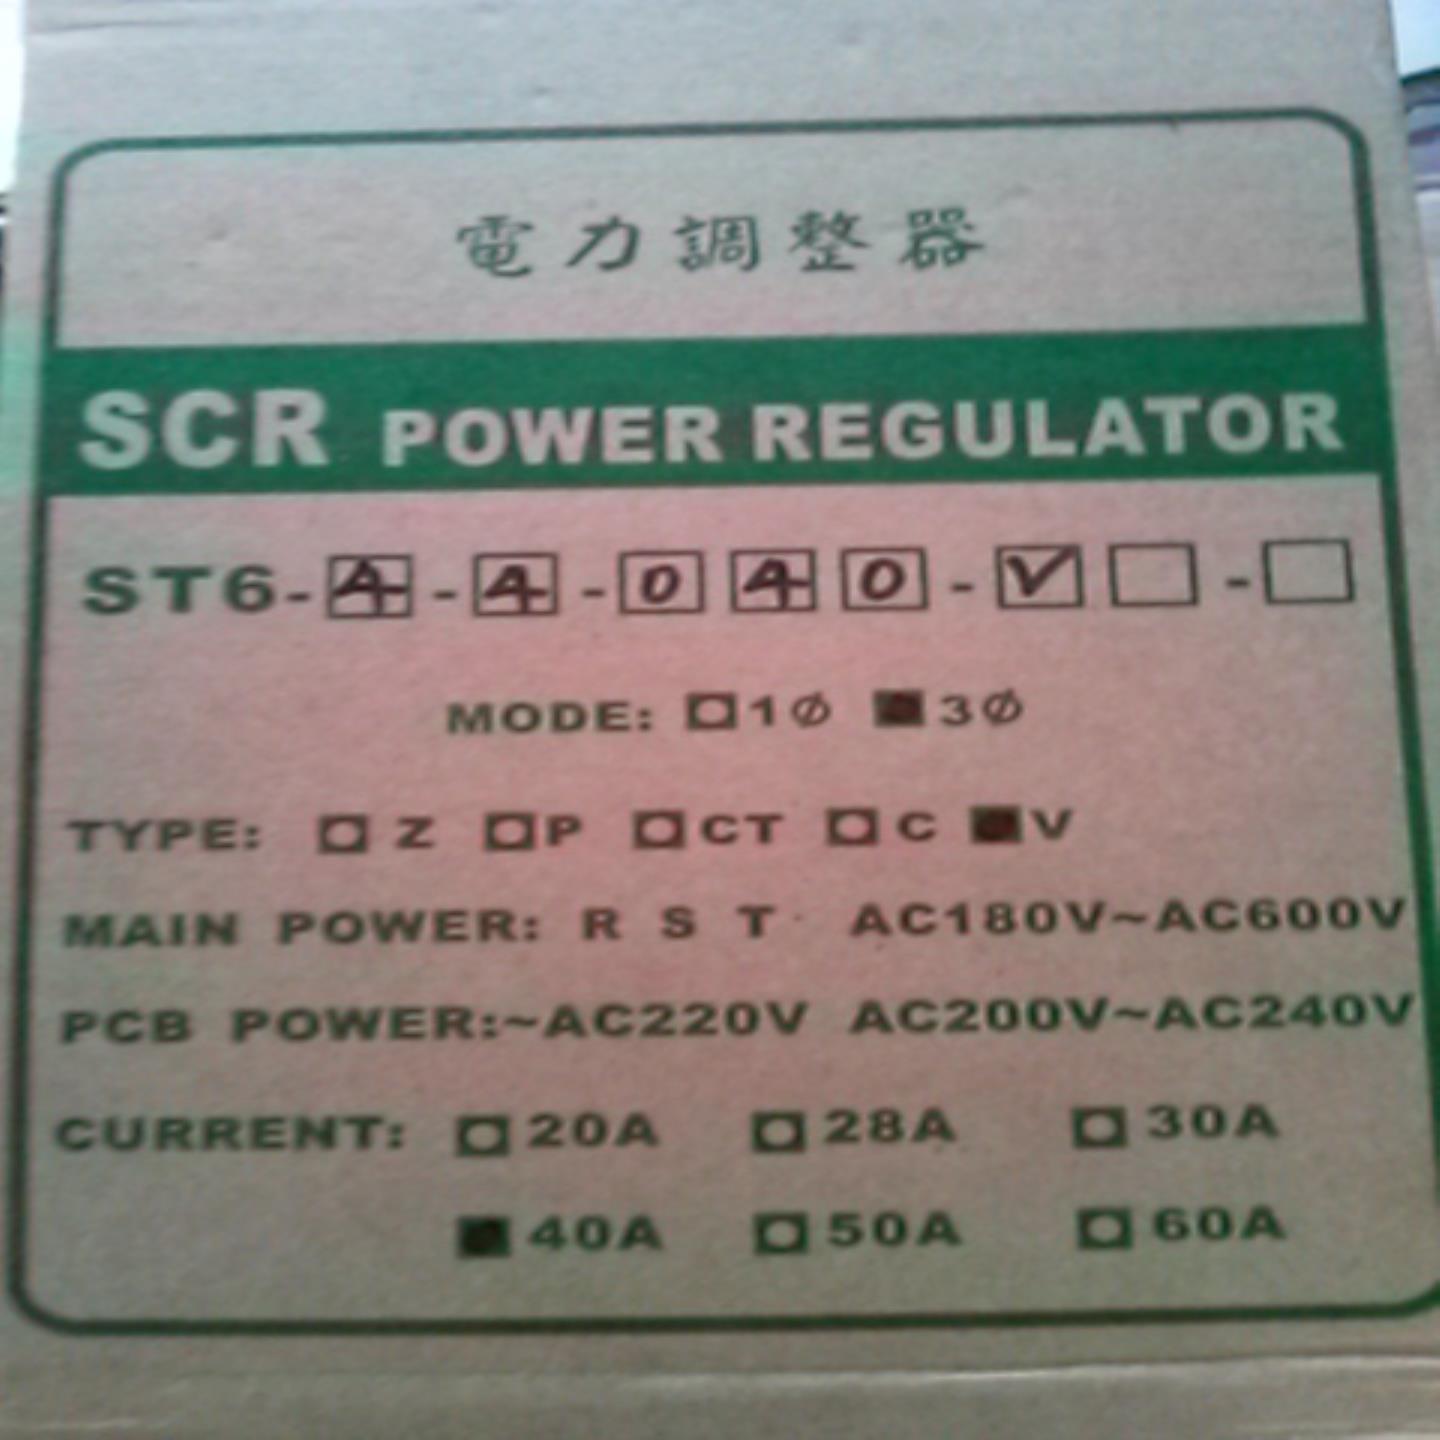 電力調整器
SCR POWER REGULATOR
ST6-4-4-040-V
MODE: 1Ø 3Ø
TYPE: Z P CT C V
MAIN POWER: R S T AC180V~AC600V
PCB POWER:~AC220V AC200V~AC240V
CURRENT: 20A 28A 30A
40A 50A 60A